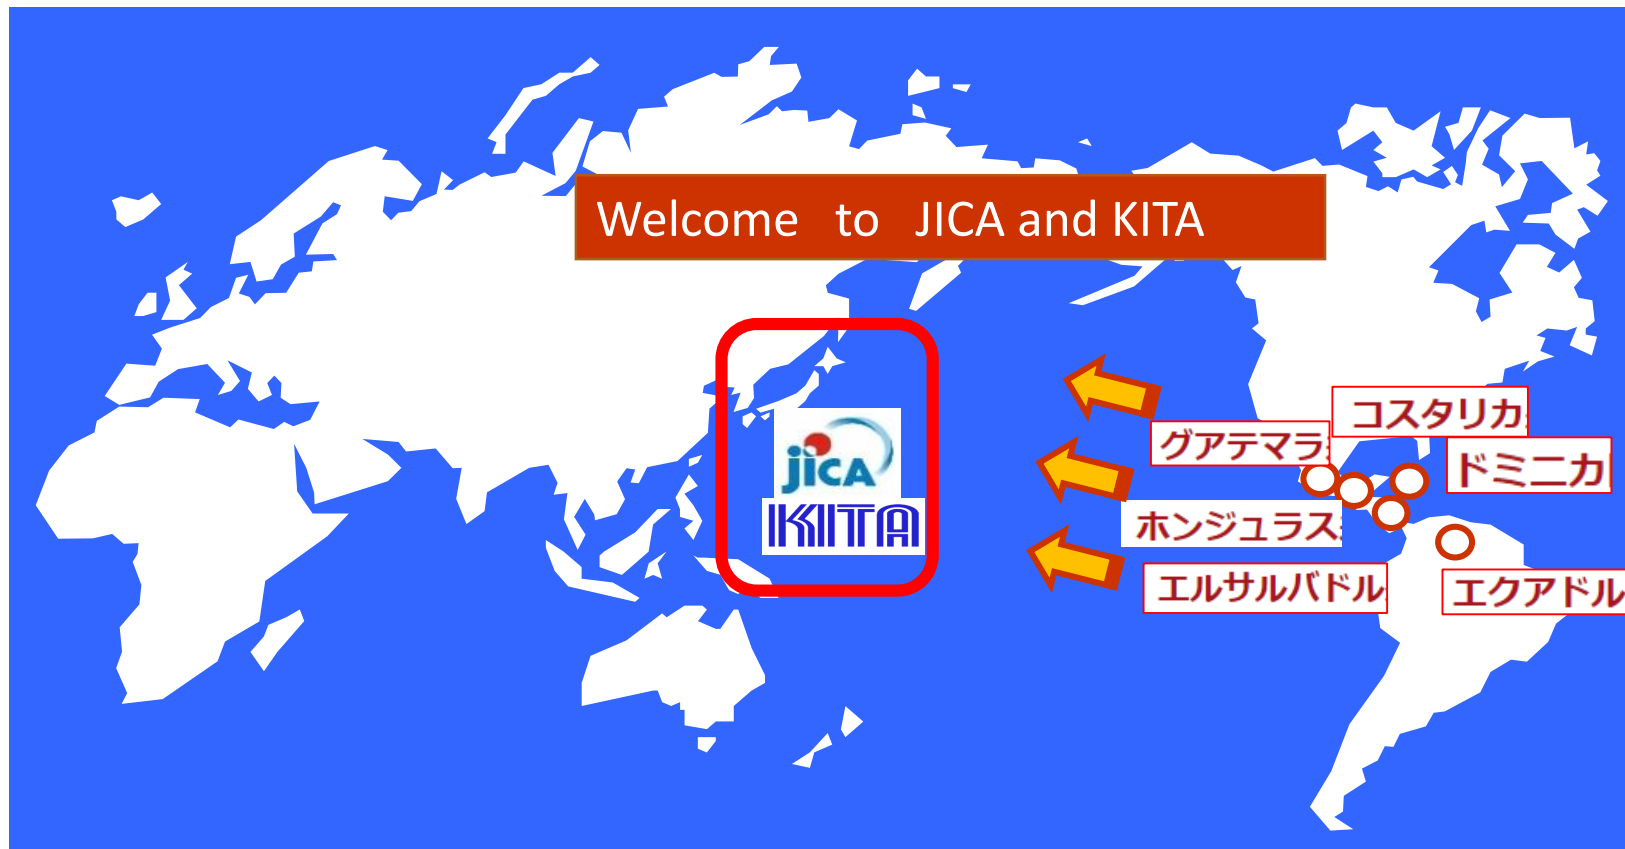 Welcome to JICA and KITA
コスタリカ
グアテマラ
ドミニカ
jica
KITA
ホンジュラス
エルサルバドル
エクアドル